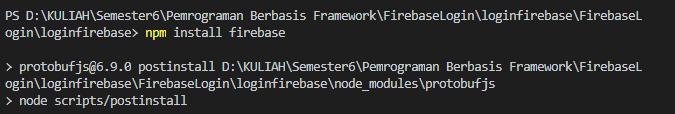 PS D:\KULIAH\Semester6\Pemrograman Berbasis Framework\FirebaseLogin\loginfirebase\FirebaseL
ogin\loginfirebase> npm install firebase
> protobufjs@6.9.0 postinstall D:\KULIAH\Semester6\Pemrograman Berbasis Framework\FirebaseL
ogin\loginfirebase\FirebaseLogin\loginfirebase\node_modules\protobufjs
> node scripts/postinstall